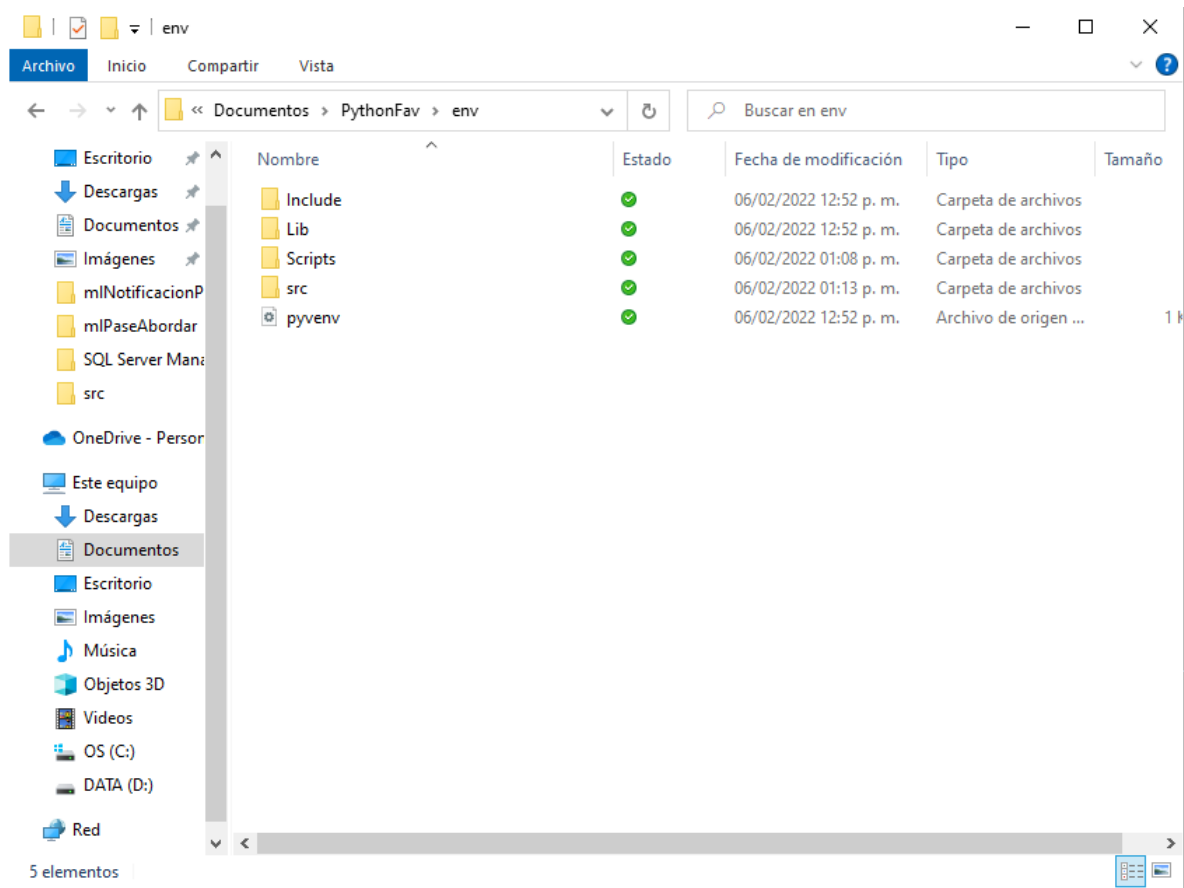 env
Archivo Inicio Compartir Vista
« Documentos > PythonFav > env Buscar en env
Nombre Estado Fecha de modificación Tipo Tamaño
Escritorio
Descargas
Documentos
Imágenes
mlNotificacionP
mlPaseAbordar
SQL Server Mana
src
OneDrive - Person
Este equipo
Descargas
Documentos
Escritorio
Imágenes
Música
Objetos 3D
Videos
OS (C:)
DATA (D:)
Red
Include 06/02/2022 12:52 p. m. Carpeta de archivos
Lib 06/02/2022 12:52 p. m. Carpeta de archivos
Scripts 06/02/2022 01:08 p. m. Carpeta de archivos
src 06/02/2022 01:13 p. m. Carpeta de archivos
pyvenv 06/02/2022 12:52 p. m. Archivo de origen ... 1 K
5 elementos